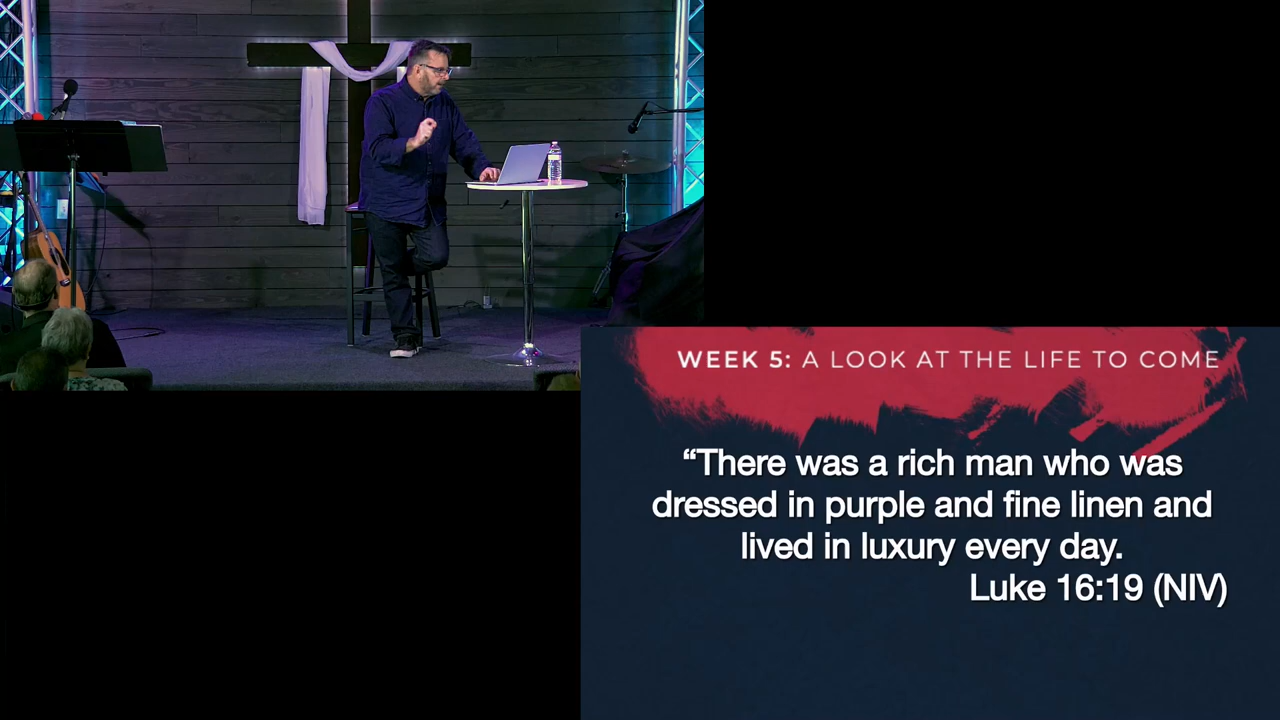 WEEK 5: A LOOK AT THE LIFE TO COME
“There was a rich man who was
dressed in purple and fine linen and
lived in luxury every day.
Luke 16:19 (NIV)